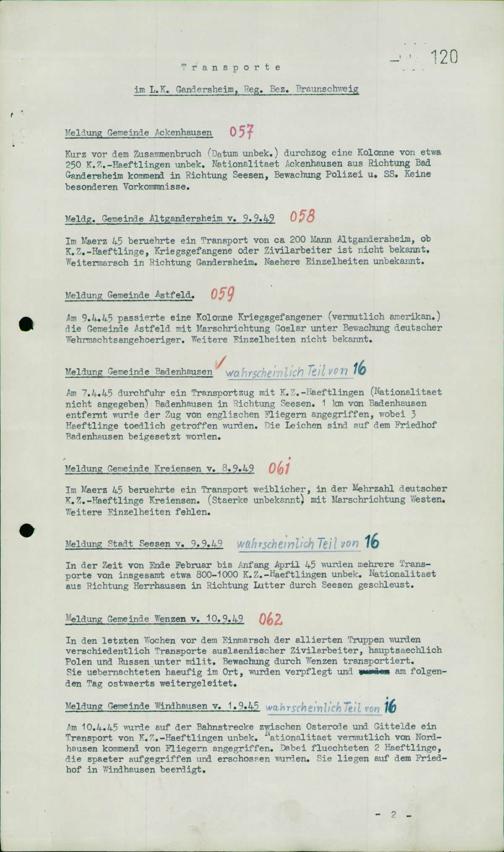 120
T r a n s p o r t e
im L.K. Gandersheim, Reg. Bez. Braunschweig
Meldung Gemeinde Ackenhausen 057
Kurz vor dem Zusammenbruch (Datum unbek.) durchzog eine Kolonne von etwa
250 K.Z.-Haeftlingen unbek. Nationalitaet Ackenhausen aus Richtung Bad
Gandersheim kommend in Richtung Seesen, Bewachung Polizei u. SS. Keine
besonderen Vorkommnisse.
Meldg. Gemeinde Altgandersheim v. 9.9.49 058
Im Maerz 45 beruehrte ein Transport von ca 200 Mann Altgandersheim, ob
K.Z.-Haeftlinge, Kriegsgefangene oder Zivilarbeiter ist nicht bekannt.
Weitermarsch in Richtung Gandersheim. Naehere Einzelheiten unbekannt.
Meldung Gemeinde Astfeld. 059
Am 9.4.45 passierte eine Kolonne Kriegsgefangener (vermutlich amerikan.)
die Gemeinde Astfeld mit Marschrichtung Goslar unter Bewachung deutscher
Wehrmachtsangehoeriger. Weitere Einzelheiten nicht bekannt.
Meldung Gemeinde Badenhausen wahrscheinlich Teil von 16
Am 7.4.45 durchfuhr ein Transportzug mit K.Z.-Haeftlingen (Nationalitaet
nicht angegeben) Badenhausen in Richtung Seesen. 1 km von Badenhausen
entfernt wurde der Zug von englischen Fliegern angegriffen, wobei 3
Haeftlinge toedlich getroffen wurden. Die Leichen sind auf dem Friedhof
Badenhausen beigesetzt worden.
Meldung Gemeinde Kreiensen v. 8.9.49 061
Im Maerz 45 beruehrte ein Transport weiblicher, in der Mehrzahl deutscher
K.Z.-Haeftlinge Kreiensen. (Staerke unbekannt) mit Marschrichtung Westen.
Weitere Einzelheiten fehlen.
Meldung Stadt Seesen v. 9.9.49 wahrscheinlich Teil von 16
In der Zeit von Ende Februar bis Anfang April 45 wurden mehrere Trans-
porte von insgesamt etwa 800-1000 K.Z.-Haeftlingen unbek. Nationalitaet
aus Richtung Herrhausen in Richtung Lutter durch Seesen geschleust.
Meldung Gemeinde Wenzen v. 10.9.49 062
In den letzten Wochen vor dem Einmarsch der allierten Truppen wurden
verschiedentlich Transporte auslaendischer Zivilarbeiter, hauptsaechlich
Polen und Russen unter milit. Bewachung durch Wenzen transportiert.
Sie uebernachteten haeufig im Ort, wurden verpflegt und am folgen-
den Tag ostwaerts weitergeleitet.
Meldung Gemeinde Windhausen v. 1.9.45 wahrscheinlich Teil von 16
Am 10.4.45 wurde auf der Bahnstrecke zwischen Osterode und Gittelde ein
Transport von K.Z.-Haeftlingen unbek. Nationalitaet vermutlich von Nord-
hausen kommend von Fliegern angegriffen. Dabei fluechteten 2 Haeftlinge,
die spaeter aufgegriffen und erschossen wurden. Sie liegen auf dem Fried-
hof in Windhausen beerdigt.
- 2 -